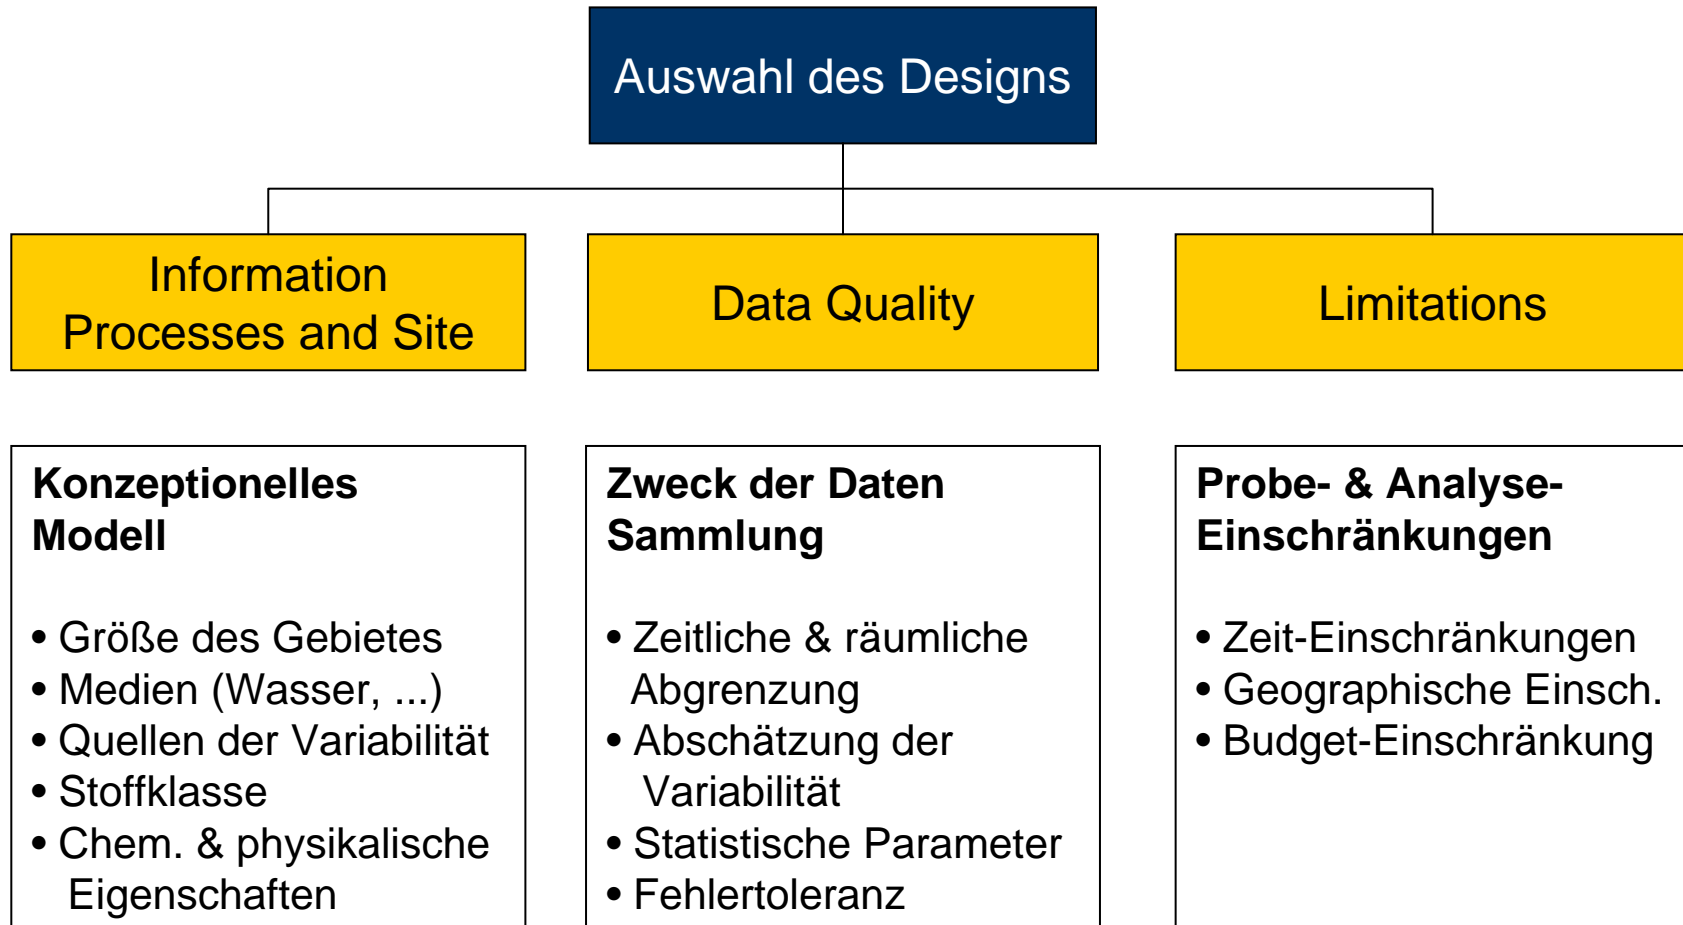 Auswahl des Designs
Information
Processes and Site
Data Quality
Limitations
Konzeptionelles
Modell
• Größe des Gebietes
• Medien (Wasser, ...)
• Quellen der Variabilität
• Stoffklasse
• Chem. & physikalische
Eigenschaften
Zweck der Daten
Sammlung
• Zeitliche & räumliche
Abgrenzung
• Abschätzung der
Variabilität
• Statistische Parameter
• Fehlertoleranz
Probe- & Analyse-
Einschränkungen
• Zeit-Einschränkungen
• Geographische Einsch.
• Budget-Einschränkung